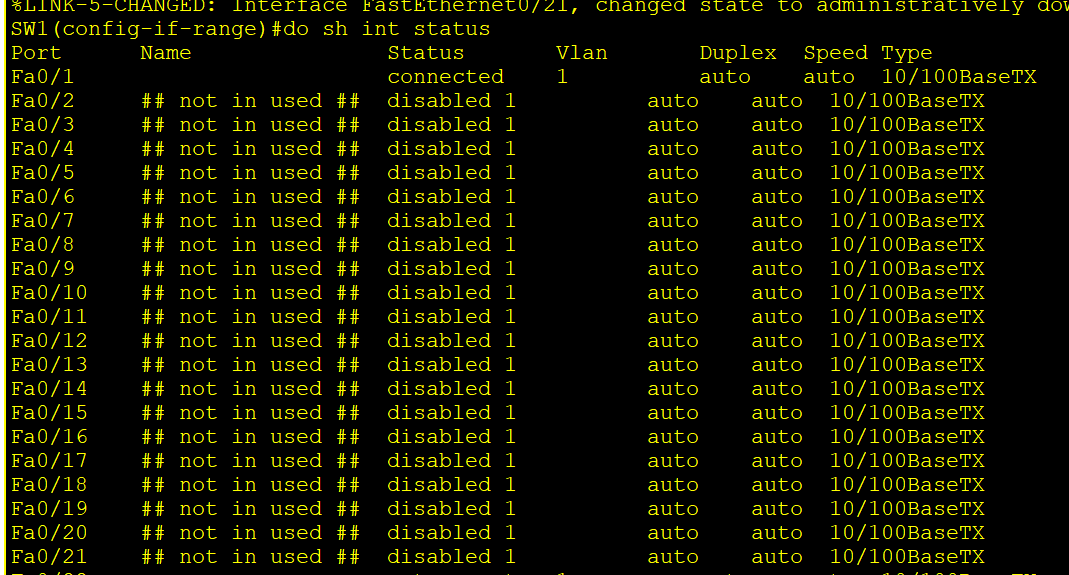 %LINK-5-CHANGED: Interface FastEthernet0/21, changed state to administratively
SW1(config-if-range)#do sh int status
Port Name Status Vlan Duplex Speed Type
Fa0/1 connected 1 auto auto 10/100BaseTX
Fa0/2 ## not in used ## disabled 1 auto auto 10/100BaseTX
Fa0/3 ## not in used ## disabled 1 auto auto 10/100BaseTX
Fa0/4 ## not in used ## disabled 1 auto auto 10/100BaseTX
Fa0/5 ## not in used ## disabled 1 auto auto 10/100BaseTX
Fa0/6 ## not in used ## disabled 1 auto auto 10/100BaseTX
Fa0/7 ## not in used ## disabled 1 auto auto 10/100BaseTX
Fa0/8 ## not in used ## disabled 1 auto auto 10/100BaseTX
Fa0/9 ## not in used ## disabled 1 auto auto 10/100BaseTX
Fa0/10 ## not in used ## disabled 1 auto auto 10/100BaseTX
Fa0/11 ## not in used ## disabled 1 auto auto 10/100BaseTX
Fa0/12 ## not in used ## disabled 1 auto auto 10/100BaseTX
Fa0/13 ## not in used ## disabled 1 auto auto 10/100BaseTX
Fa0/14 ## not in used ## disabled 1 auto auto 10/100BaseTX
Fa0/15 ## not in used ## disabled 1 auto auto 10/100BaseTX
Fa0/16 ## not in used ## disabled 1 auto auto 10/100BaseTX
Fa0/17 ## not in used ## disabled 1 auto auto 10/100BaseTX
Fa0/18 ## not in used ## disabled 1 auto auto 10/100BaseTX
Fa0/19 ## not in used ## disabled 1 auto auto 10/100BaseTX
Fa0/20 ## not in used ## disabled 1 auto auto 10/100BaseTX
Fa0/21 ## not in used ## disabled 1 auto auto 10/100BaseTX